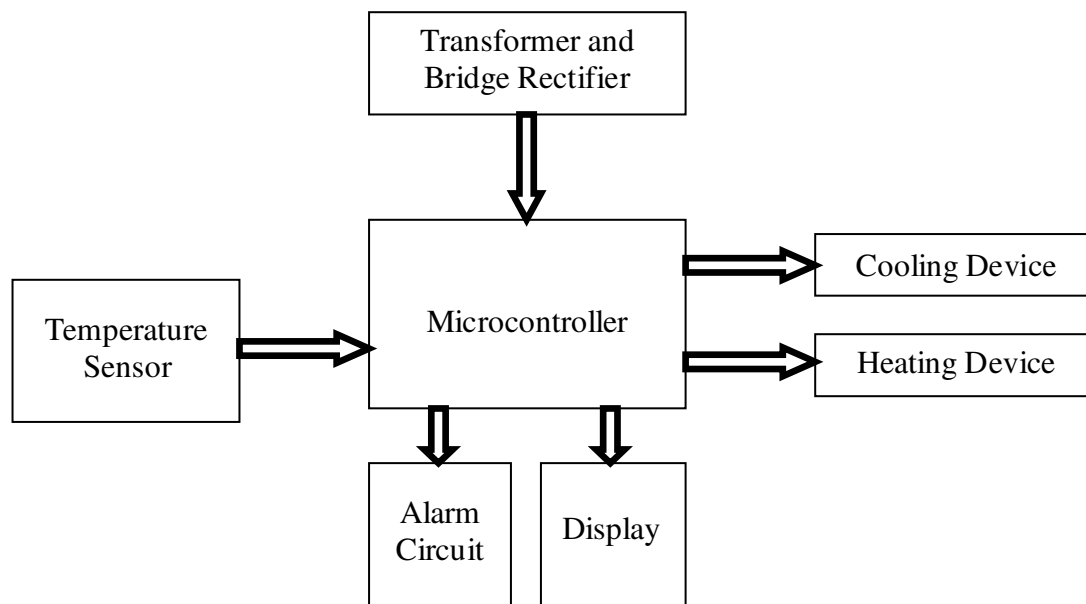 Transformer and
Bridge Rectifier
Cooling Device
Temperature
Sensor
Microcontroller
Heating Device
Alarm
Circuit
Display